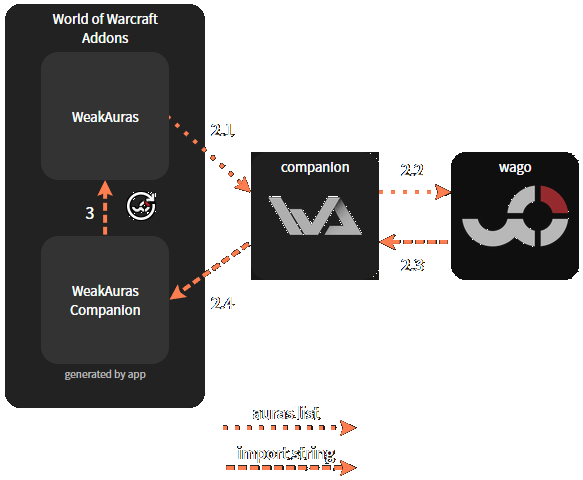 World of Warcraft
Addons
WeakAuras
2.1
companion
2.2
wago
3
2.3
2.4
WeakAuras
Companion
generated by app
auras list
import string